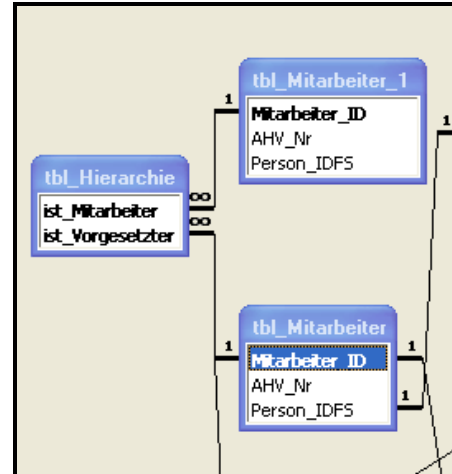 tbl_Mitarbeiter_1
1
Mitarbeiter_ID
1
AHV_Nr
Person_IDFS
tbl_Hierarchie
∞
ist_Mitarbeiter
∞
ist_Vorgesetzter
tbl_Mitarbeiter
1
Mitarbeiter_ID
1
AHV_Nr
Person_IDFS
1